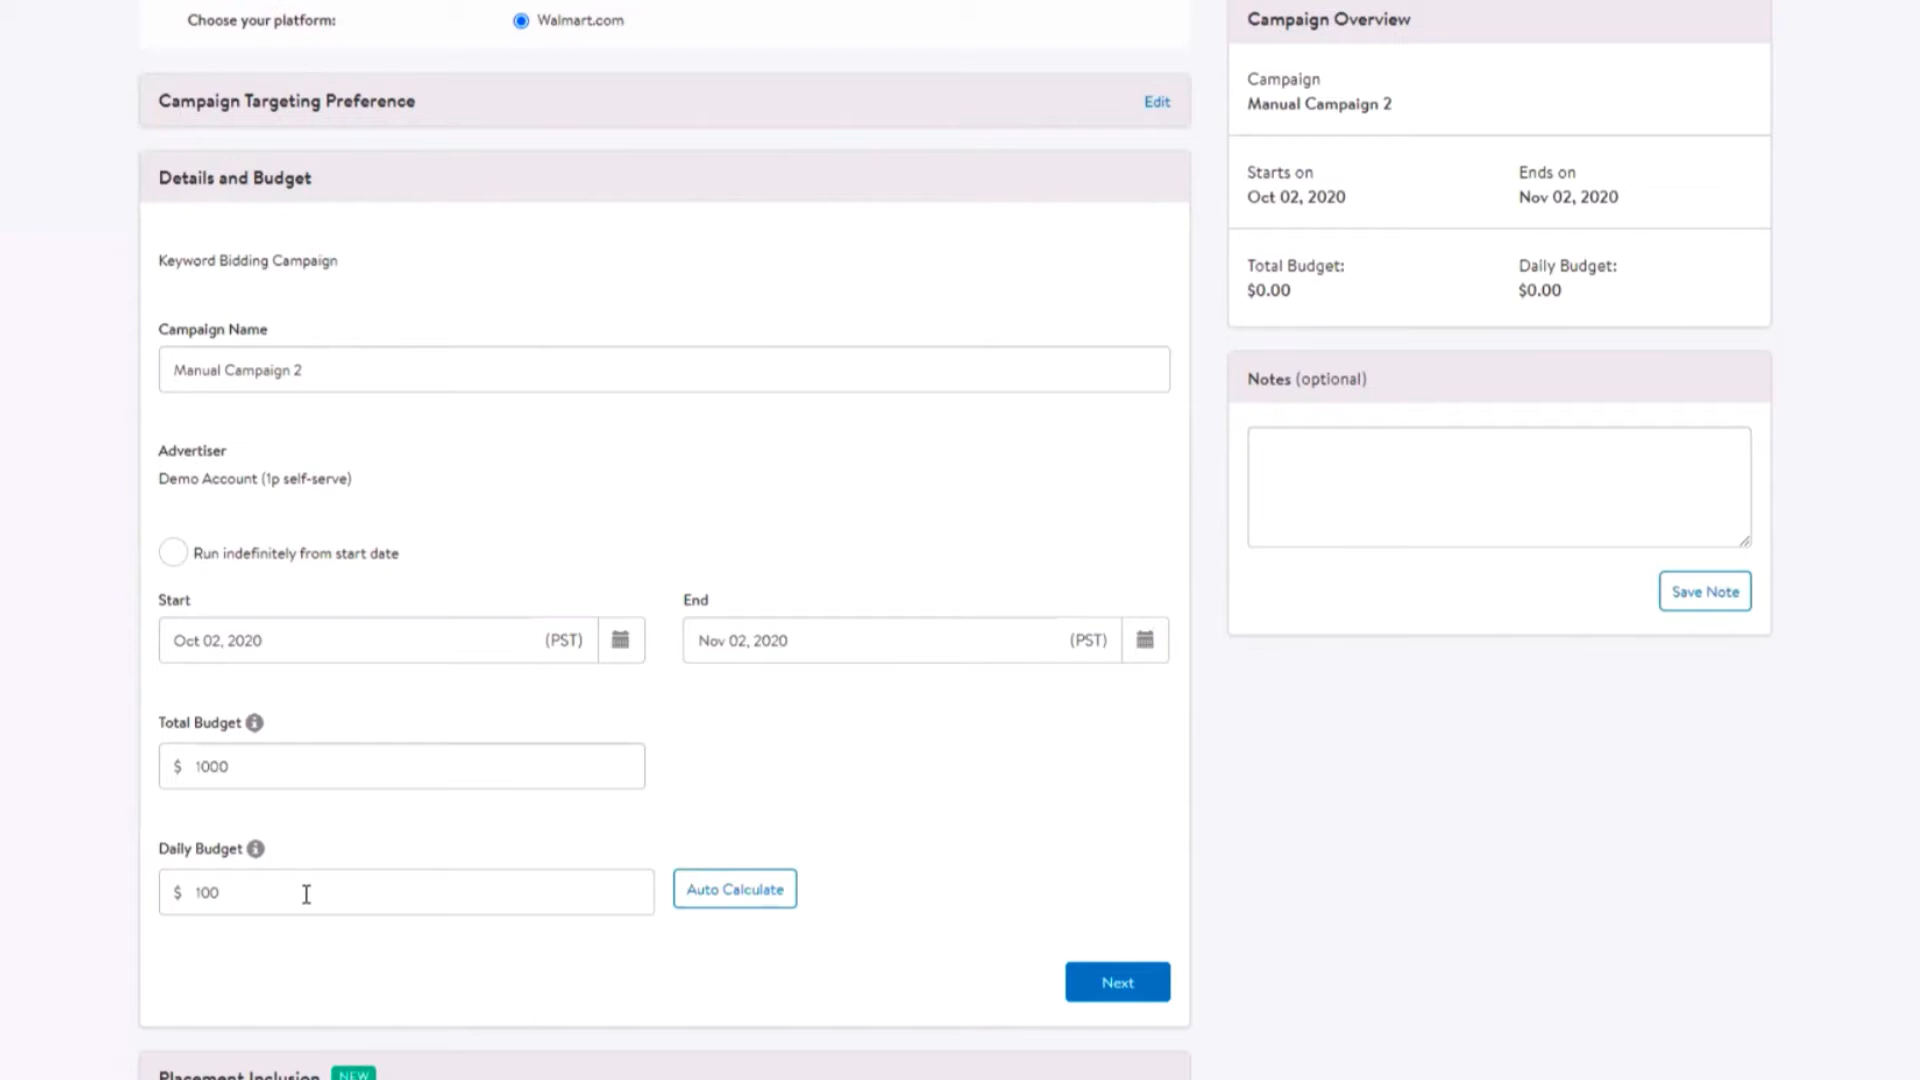 Choose your platform: Walmart.com
Campaign Targeting Preference Edit
Details and Budget
Keyword Bidding Campaign
Campaign Name
Manual Campaign 2
Advertiser
Demo Account (1p self-serve)
Run indefinitely from start date
Start End
Oct 02, 2020 (PST) Nov 02, 2020 (PST)
Total Budget
$ 1000
Daily Budget
$ 100 Auto Calculate
Next
Placement Inclusion NEW
Campaign Overview
Campaign
Manual Campaign 2
Starts on Ends on
Oct 02, 2020 Nov 02, 2020
Total Budget: Daily Budget:
$0.00 $0.00
Notes (optional)
Save Note